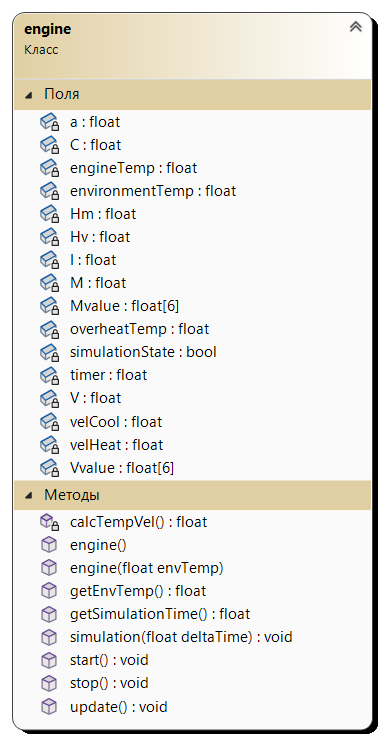 engine
Класс
Поля
a : float
C : float
engineTemp : float
environmentTemp : float
Hm : float
Hv : float
I : float
M : float
Mvalue : float[6]
overheatTemp : float
simulationState : bool
timer : float
V : float
velCool : float
velHeat : float
Vvalue : float[6]
Методы
calcTempVel() : float
engine()
engine(float envTemp)
getEnvTemp() : float
getSimulationTime() : float
simulation(float deltaTime) : void
start() : void
stop() : void
update() : void